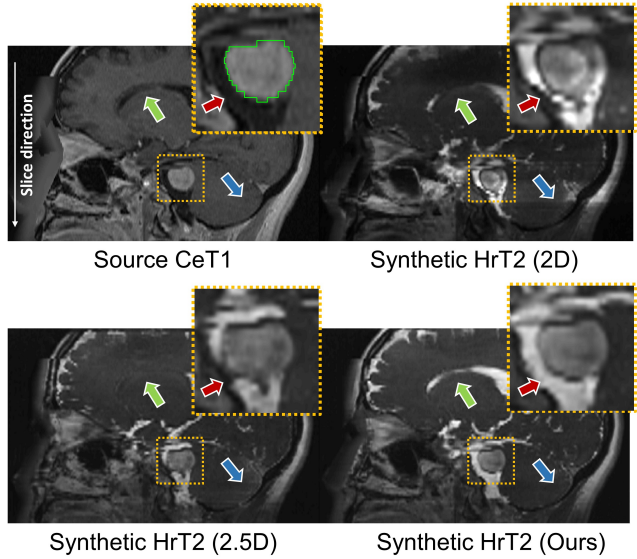 Slice direction
Source CeT1
Synthetic HrT2 (2D)
Synthetic HrT2 (2.5D)
Synthetic HrT2 (Ours)